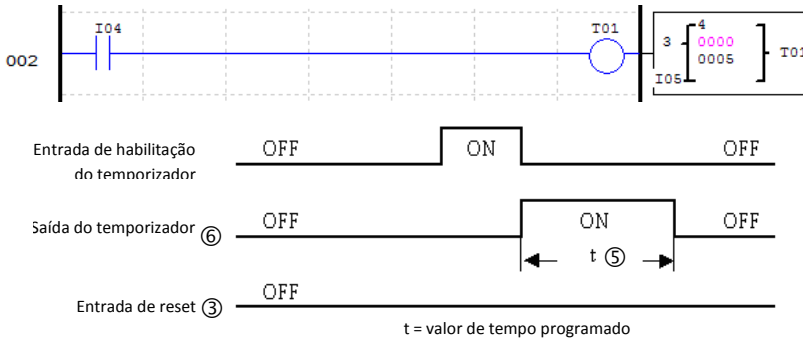 I04
T01
002
3
4
0000
0005
I05
T01
Entrada de habilitação
do temporizador
OFF ON OFF
Saída do temporizador ⑥
OFF ON OFF
t ⑤
Entrada de reset ③
OFF
t = valor de tempo programado